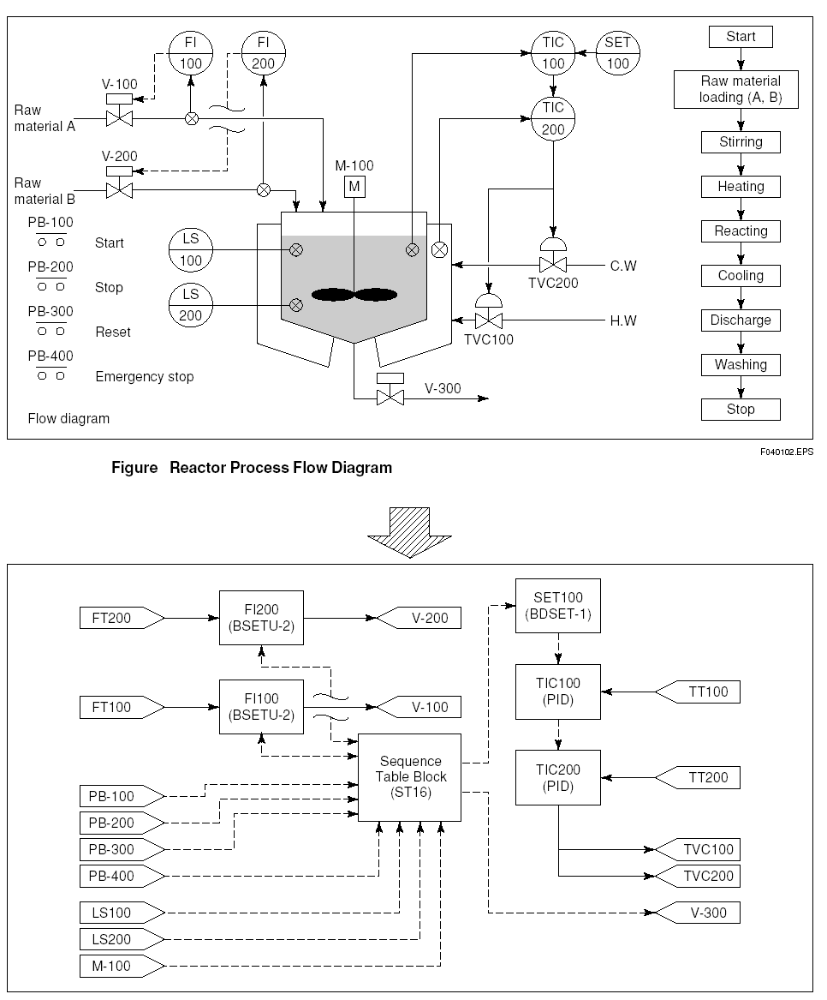 FI
100
FI
200
TIC
100
SET
100
Start
V-100
Raw
material A
Raw material
loading (A, B)
TIC
200
Stirring
V-200
Raw
material B
M-100
M
Heating
PB-100
Start
LS
100
Reacting
PB-200
Stop
C.W
TVC200
Cooling
LS
200
PB-300
Reset
H.W
TVC100
Discharge
PB-400
Emergency stop
Washing
V-300
Stop
Flow diagram
F040102.EPS
Figure Reactor Process Flow Diagram
FT200
FI200
(BSETU-2)
V-200
SET100
(BDSET-1)
FT100
FI100
(BSETU-2)
V-100
TIC100
(PID)
TT100
Sequence
Table Block
(ST16)
TIC200
(PID)
TT200
PB-100
PB-200
PB-300
PB-400
TVC100
TVC200
LS100
V-300
LS200
M-100